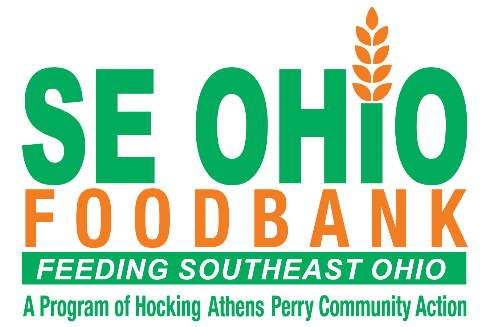 SE OHiO
FOODBANK
FEEDING SOUTHEAST OHIO
A Program of Hocking Athens Perry Community Action